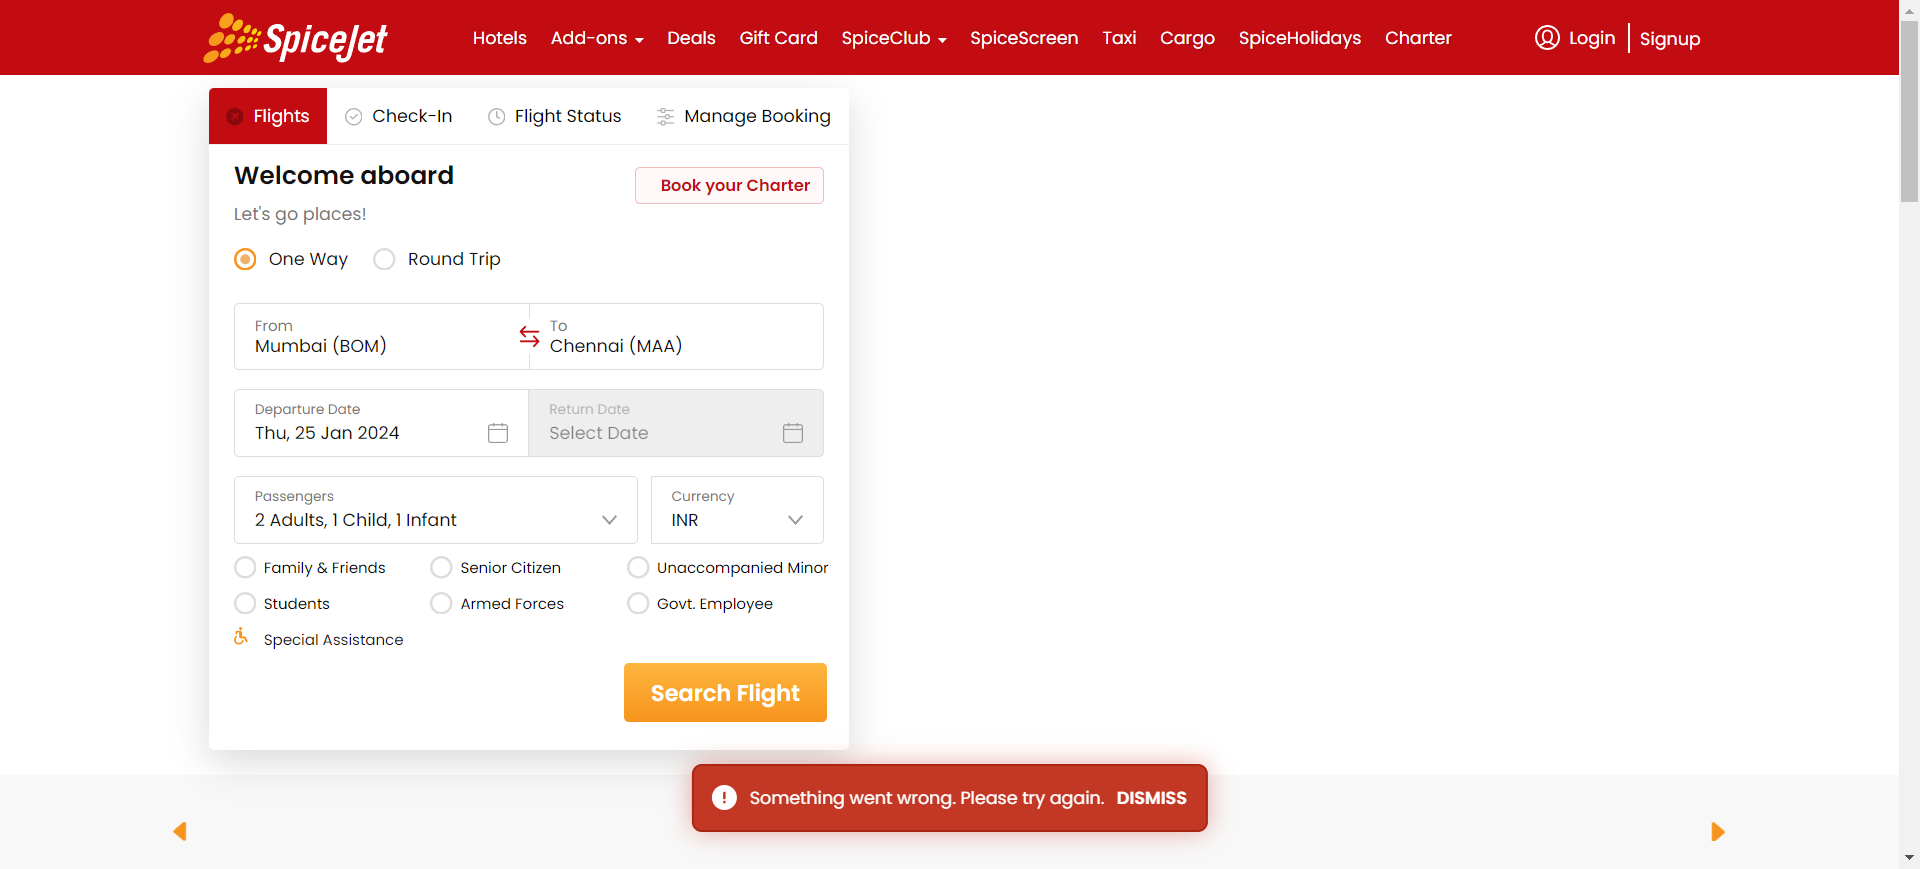 SpiceJet
Hotels Add-ons Deals Gift Card SpiceClub SpiceScreen Taxi Cargo SpiceHolidays Charter Login Signup
Flights Check-In Flight Status Manage Booking
Welcome aboard
Book your Charter
Let's go places!
One Way Round Trip
From To
Mumbai (BOM) Chennai (MAA)
Departure Date Return Date
Thu, 25 Jan 2024 Select Date
Passengers Currency
2 Adults, 1 Child, 1 Infant INR
Family & Friends Senior Citizen Unaccompanied Minor
Students Armed Forces Govt. Employee
Special Assistance
Search Flight
Something went wrong. Please try again. DISMISS